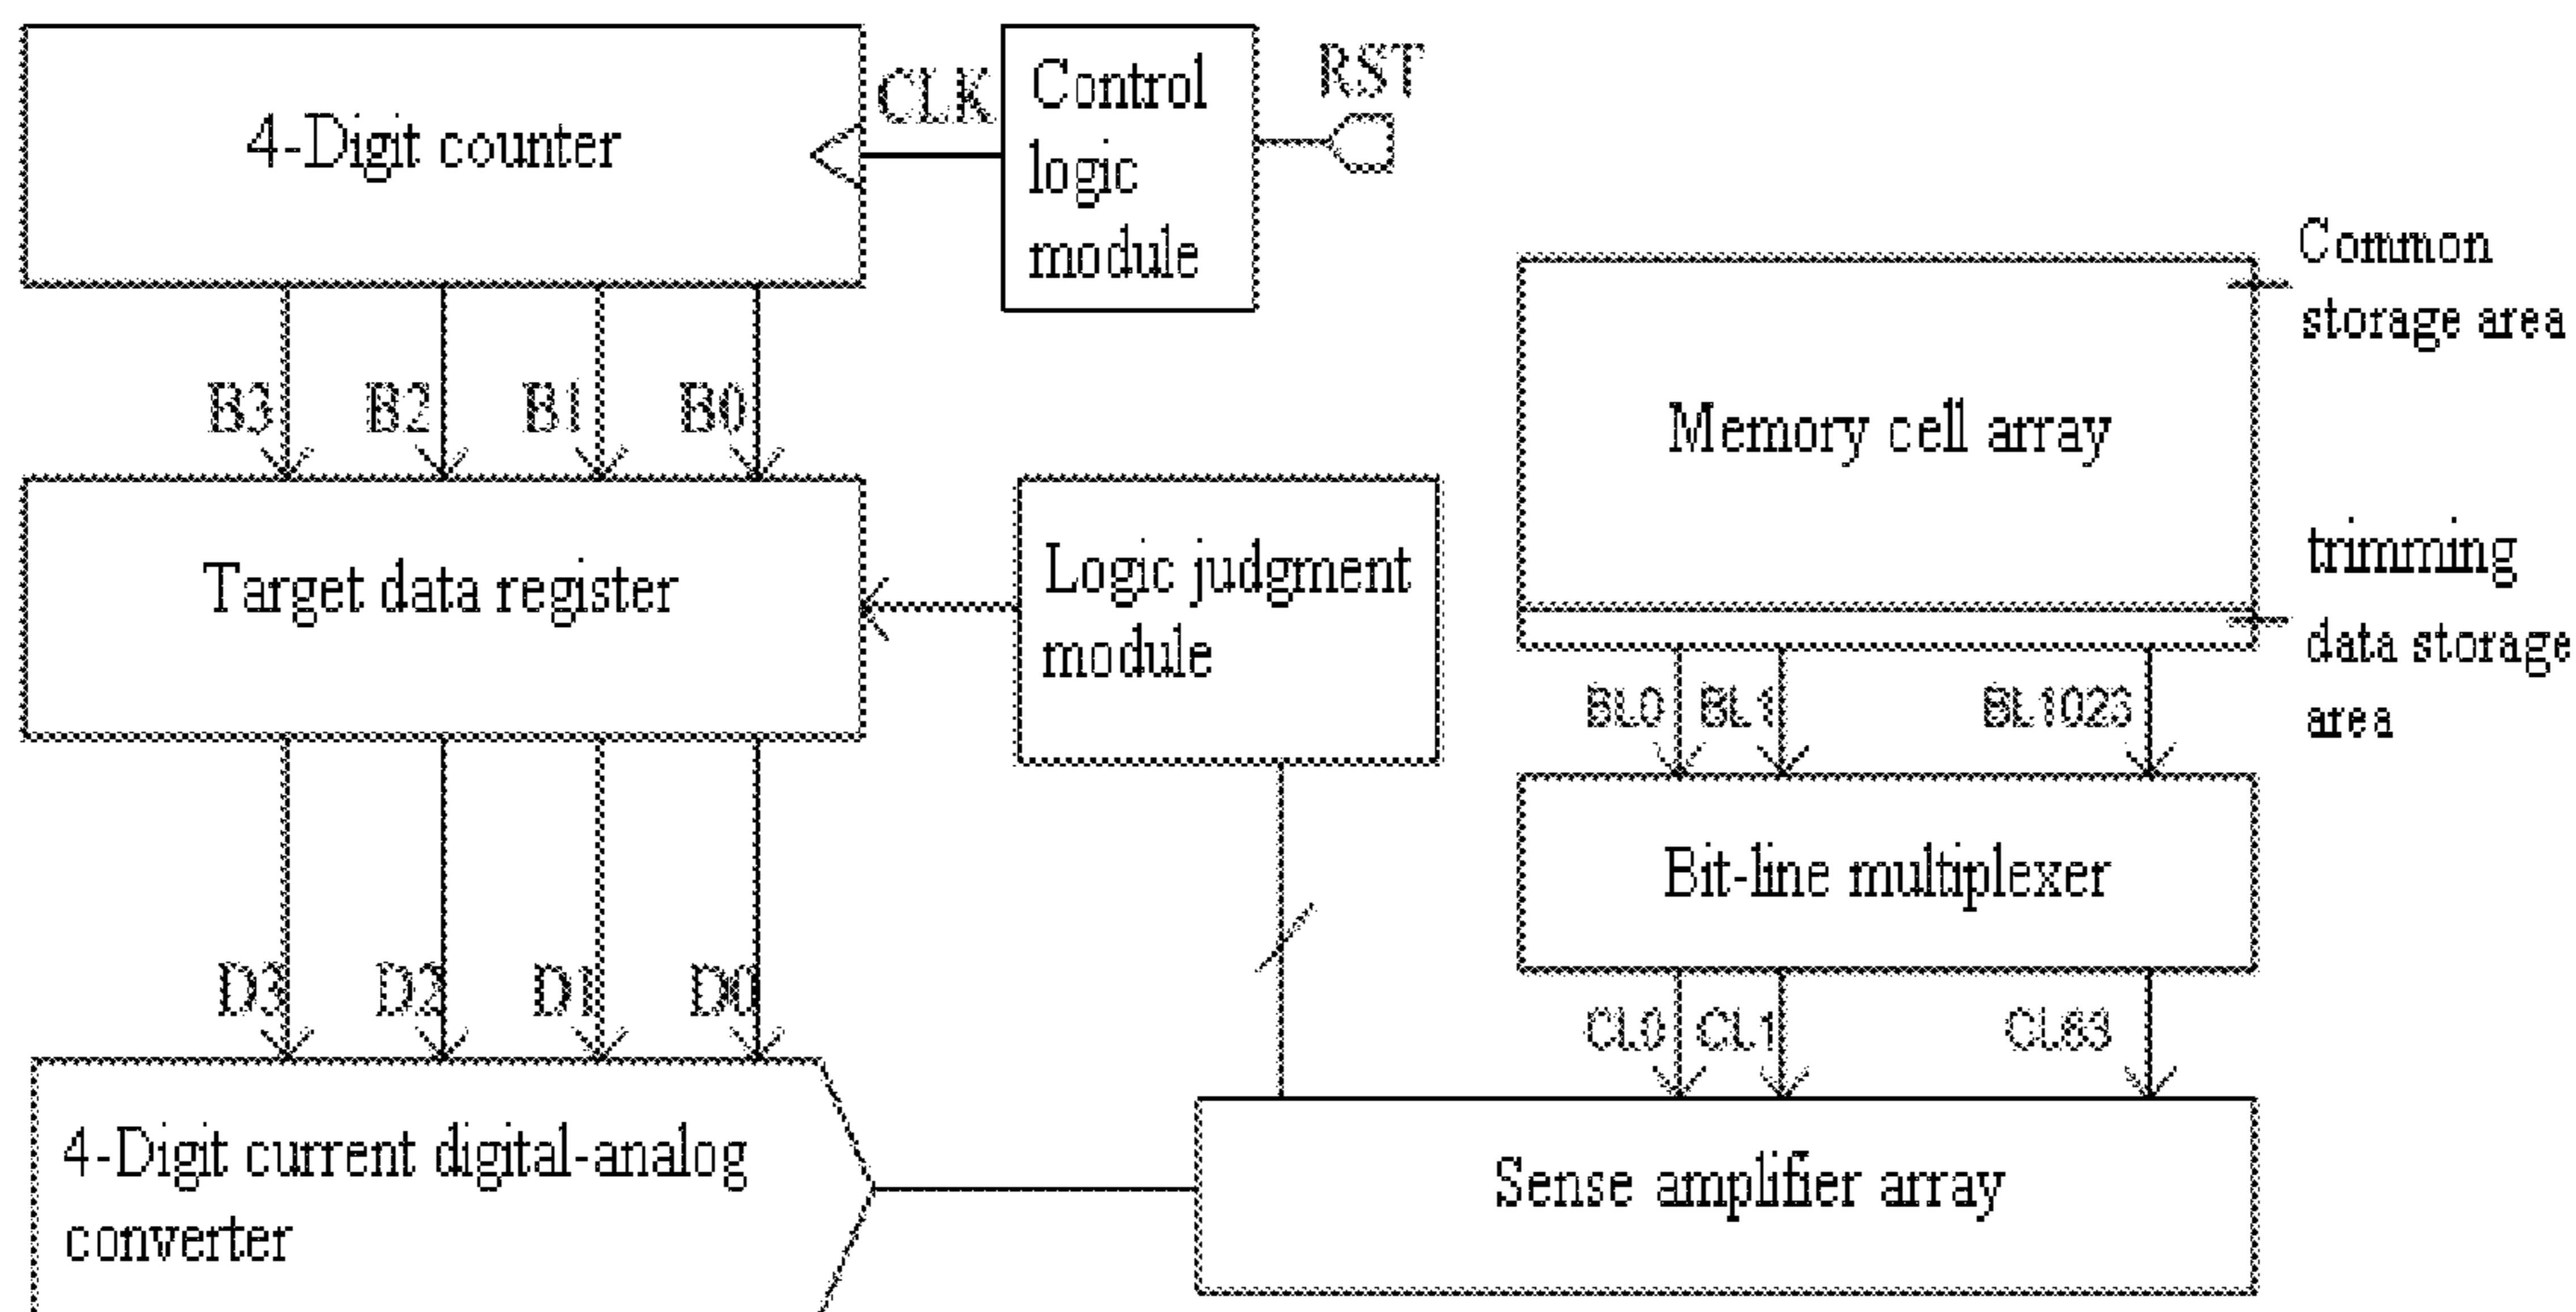 4-Digit counter
CLK
Control
logic
module
RST
B3 B2 B1 B0
Target data register
Logic judgment
module
Common
storage area
Memory cell array
trimming
data storage
area
BL0 BL1 BL1023
Bit-line multiplexer
D3 D2 D1 D0
CL0 CL1 CL63
4-Digit current digital-analog
converter
Sense amplifier array